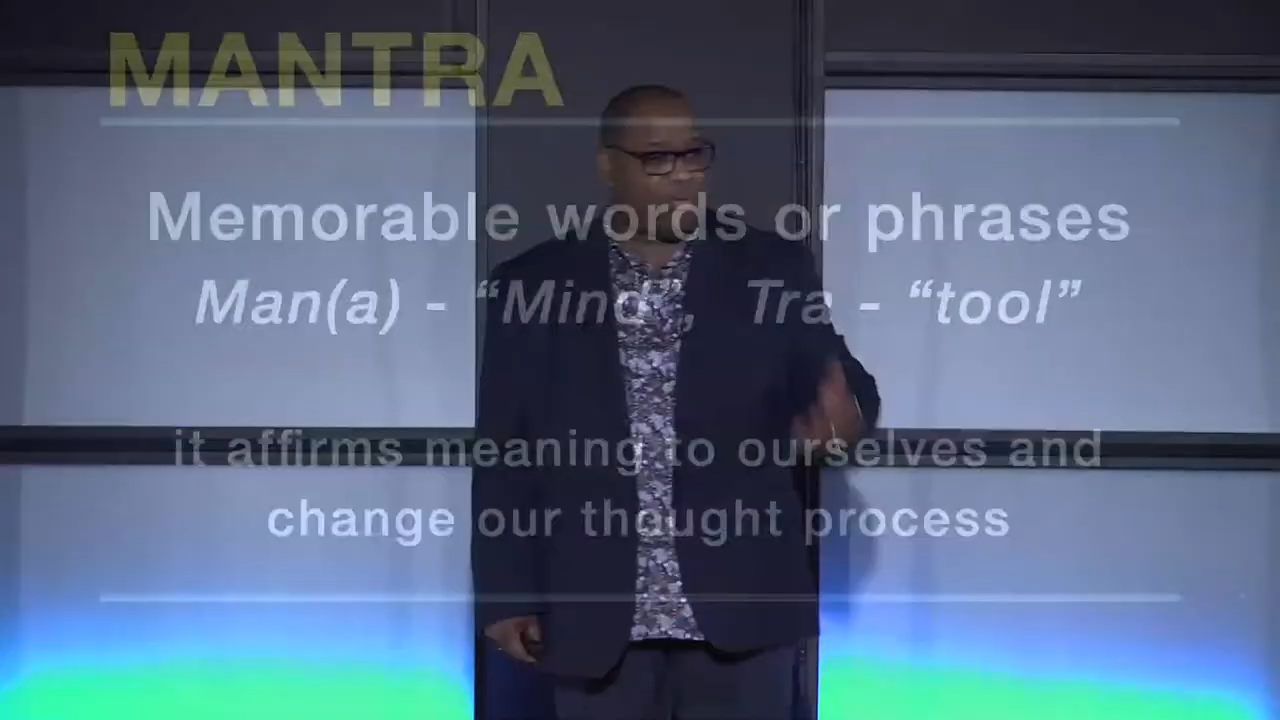 MANTRA
Memorable words or phrases
Man(a) - “Mind”, Tra - “tool”
it affirms meaning to ourselves and
change our thought process